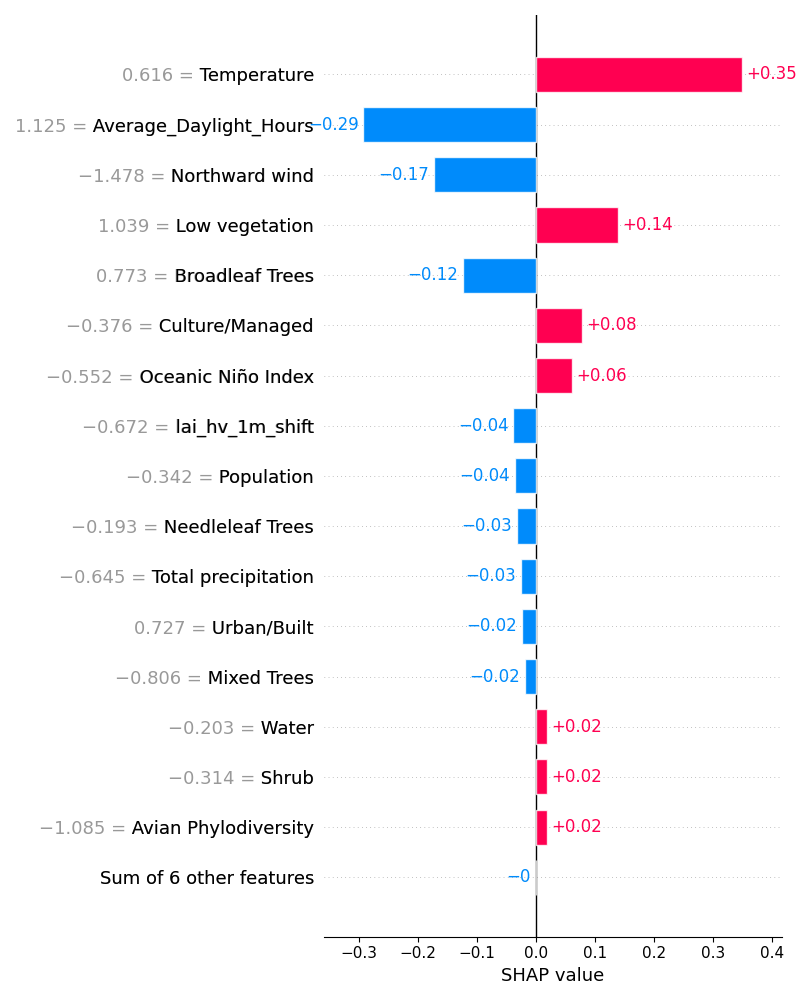 0.616 = Temperature +0.35
1.125 = Average_Daylight_Hours −0.29
−1.478 = Northward wind −0.17
1.039 = Low vegetation +0.14
0.773 = Broadleaf Trees −0.12
−0.376 = Culture/Managed +0.08
−0.552 = Oceanic Niño Index +0.06
−0.672 = lai_hv_1m_shift −0.04
−0.342 = Population −0.04
−0.193 = Needleleaf Trees −0.03
−0.645 = Total precipitation −0.03
0.727 = Urban/Built −0.02
−0.806 = Mixed Trees −0.02
−0.203 = Water +0.02
−0.314 = Shrub +0.02
−1.085 = Avian Phylodiversity +0.02
Sum of 6 other features −0
−0.3 −0.2 −0.1 0.0 0.1 0.2 0.3 0.4
SHAP value